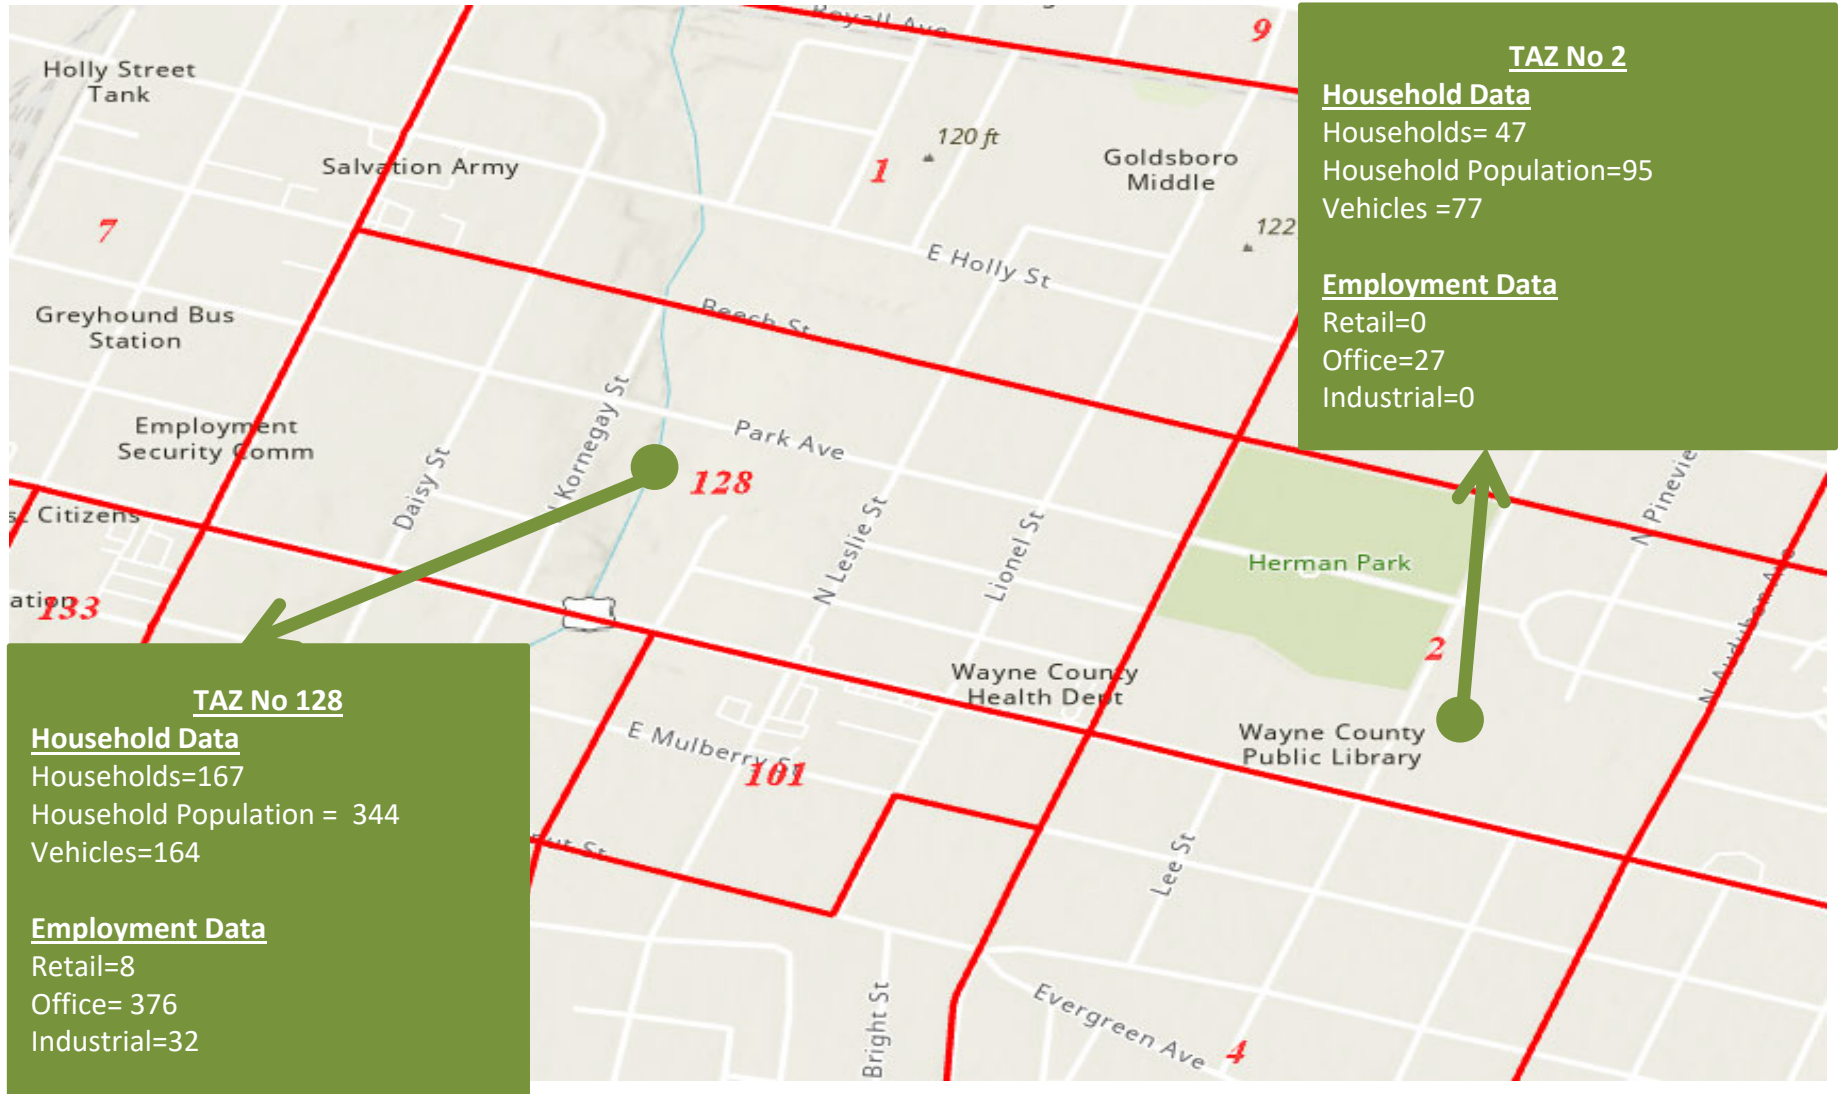 Royall Ave
9
Holly Street
Tank
120 ft
Salvation Army
1
Goldsboro
Middle
7
122
E Holly St
Greyhound Bus
Station
Beech St
Employment
Security Comm
Daisy St
Kornegay St
Park Ave
128
N Leslie St
Lionel St
Herman Park
Citizens
133
2
N Audubon Ave
Wayne County
Health Dept
Wayne County
Public Library
E Mulberry St
101
Lee St
Bright St
Evergreen Ave
4
TAZ No 2
Household Data
Households= 47
Household Population=95
Vehicles =77
Employment Data
Retail=0
Office=27
Industrial=0
TAZ No 128
Household Data
Households=167
Household Population = 344
Vehicles=164
Employment Data
Retail=8
Office= 376
Industrial=32